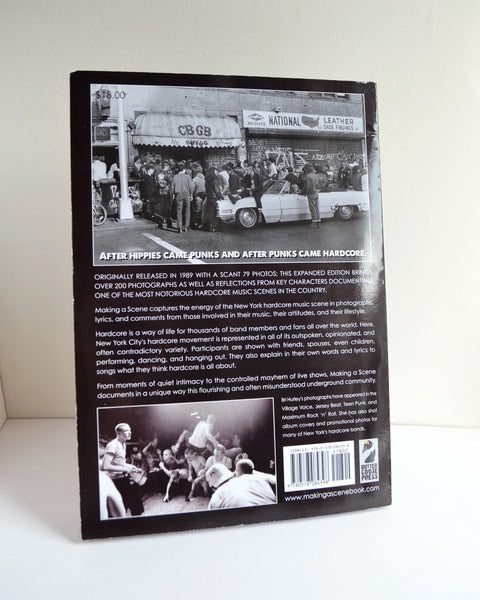 $18.00
CBGB
OMFUG
NATIONAL LEATHER
& SHOE FINDINGS Co
AFTER HIPPIES CAME PUNKS AND AFTER PUNKS CAME HARDCORE.
ORIGINALLY RELEASED IN 1989 WITH A SCANT 79 PHOTOS; THIS EXPANDED EDITION BRINGS
OVER 200 PHOTOGRAPHS AS WELL AS REFLECTIONS FROM KEY CHARACTERS DOCUMENTING
ONE OF THE MOST NOTORIOUS HARDCORE MUSIC SCENES IN THE COUNTRY.
Making a Scene captures the energy of the New York hardcore music scene in photographs,
lyrics, and comments from those involved in their music, their attitudes, and their lifestyle.
Hardcore is a way of life for thousands of band members and fans all over the world. Here,
New York City's hardcore movement is represented in all of its outspoken, opinionated, and
often contradictory variety. Participants are shown with friends, spouses, even children,
performing, dancing, and hanging out. They also explain in their own words and lyrics to
songs what they think hardcore is all about.
From moments of quiet intimacy to the controlled mayhem of live shows, Making a Scene
documents in a unique way this flourishing and often misunderstood underground community.
Bri Hurley's photographs have appeared in the
Village Voice, Jersey Beat, Teen Punk, and
Maximum Rock 'n' Roll. She has also shot
album covers and promotional photos for
many of New York's hardcore bands.
BUTTER
GOOSE
PRESS
www.makingascenebook.com